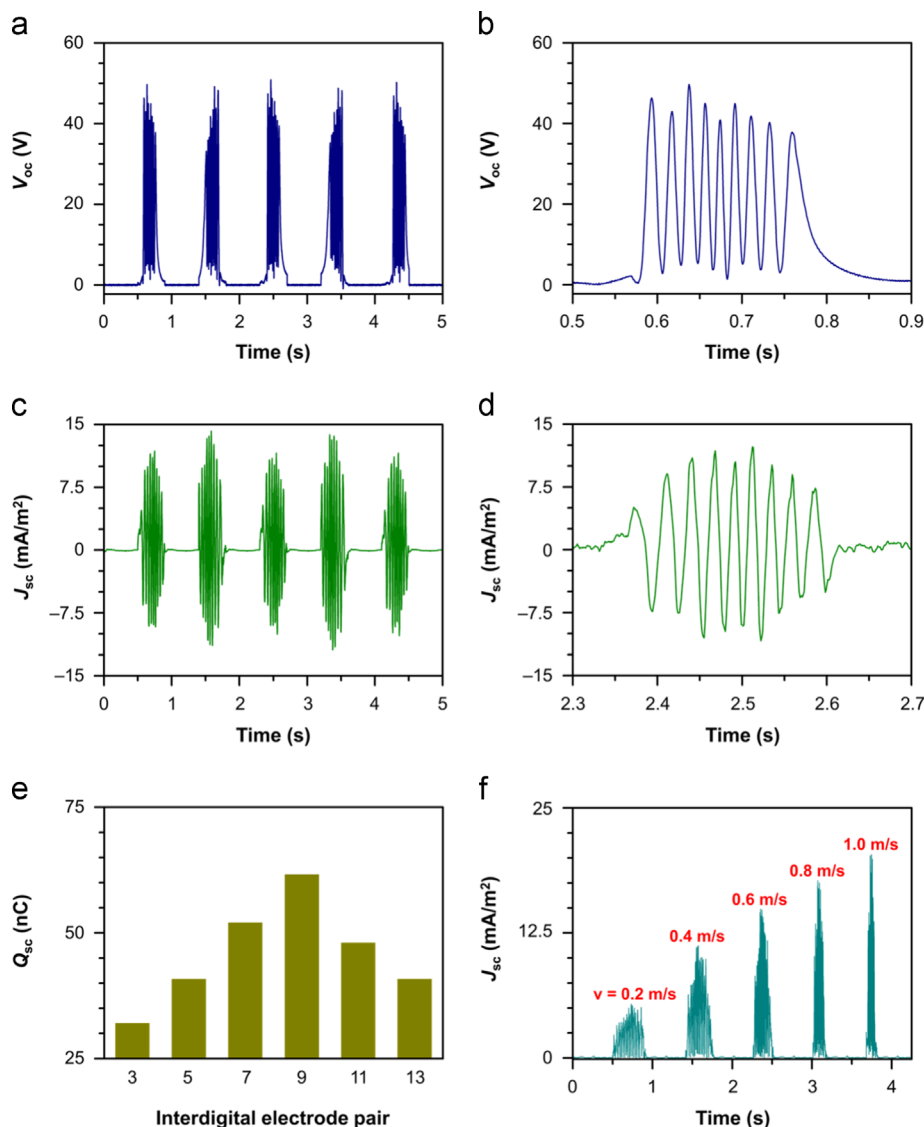 a
60
40
20
0
Voc (V)
0 1 2 3 4 5
Time (s)
b
60
40
20
0
Voc (V)
0.5 0.6 0.7 0.8 0.9
Time (s)
c
15
7.5
0
–7.5
–15
Jsc (mA/m²)
0 1 2 3 4 5
Time (s)
d
15
7.5
0
–7.5
–15
Jsc (mA/m²)
2.3 2.4 2.5 2.6 2.7
Time (s)
e
75
50
25
Qsc (nC)
3 5 7 9 11 13
Interdigital electrode pair
f
25
12.5
0
Jsc (mA/m²)
v = 0.2 m/s
0.4 m/s
0.6 m/s
0.8 m/s
1.0 m/s
0 1 2 3 4
Time (s)